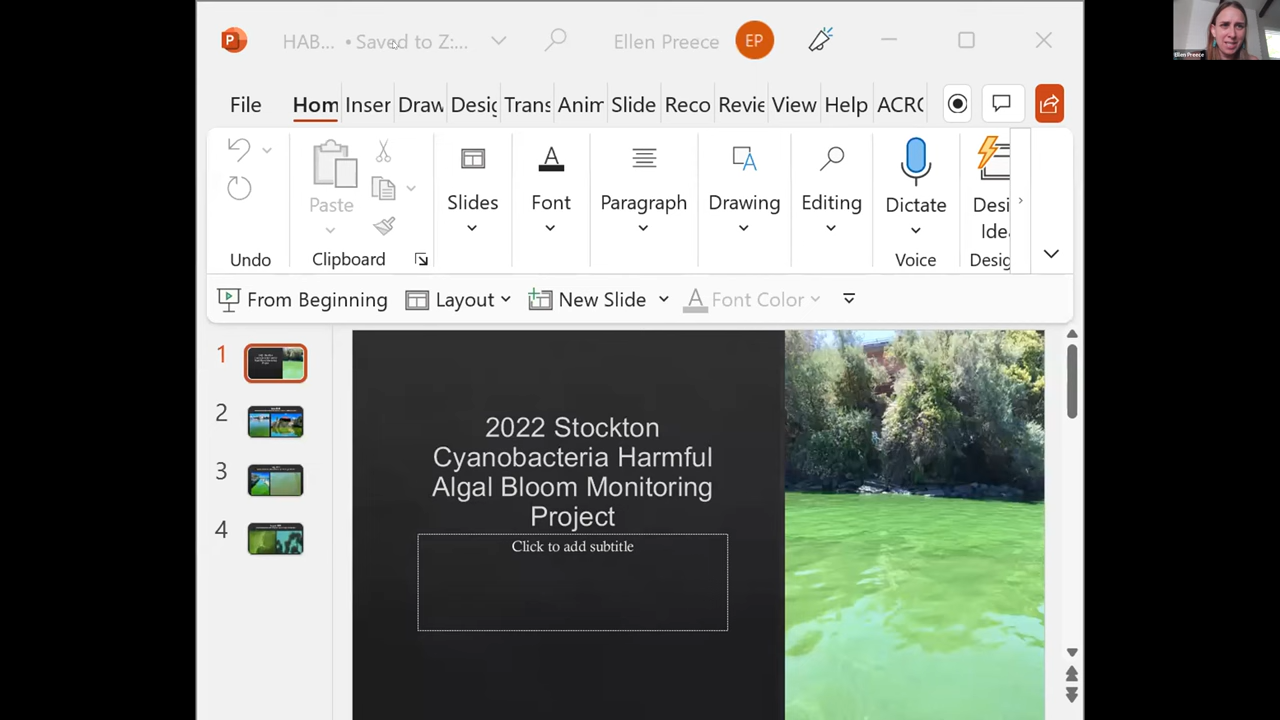 HAB... • Saved to Z:... Ellen Preece EP
Ellen Preece
File Hom Inser Draw Desig Trans Anim Slide Reco Revie View Help ACRO
Paste Slides Font Paragraph Drawing Editing Dictate Desi
Ide
Undo Clipboard Voice Desig
From Beginning Layout New Slide A Font Color
1
2
3
4
2022 Stockton
Cyanobacteria Harmful
Algal Bloom Monitoring
Project
Click to add subtitle